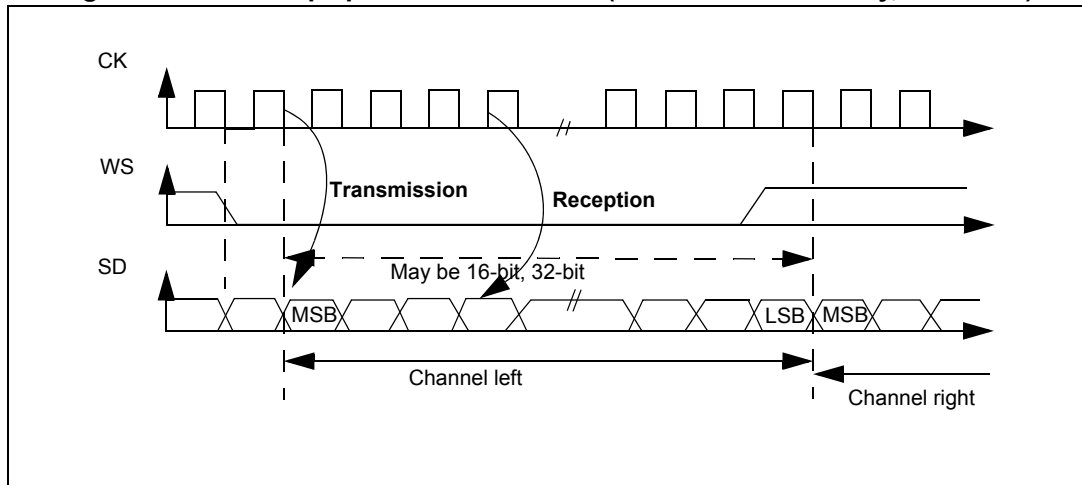 CK
WS
Transmission
Reception
SD
May be 16-bit, 32-bit
MSB
LSB
MSB
Channel left
Channel right